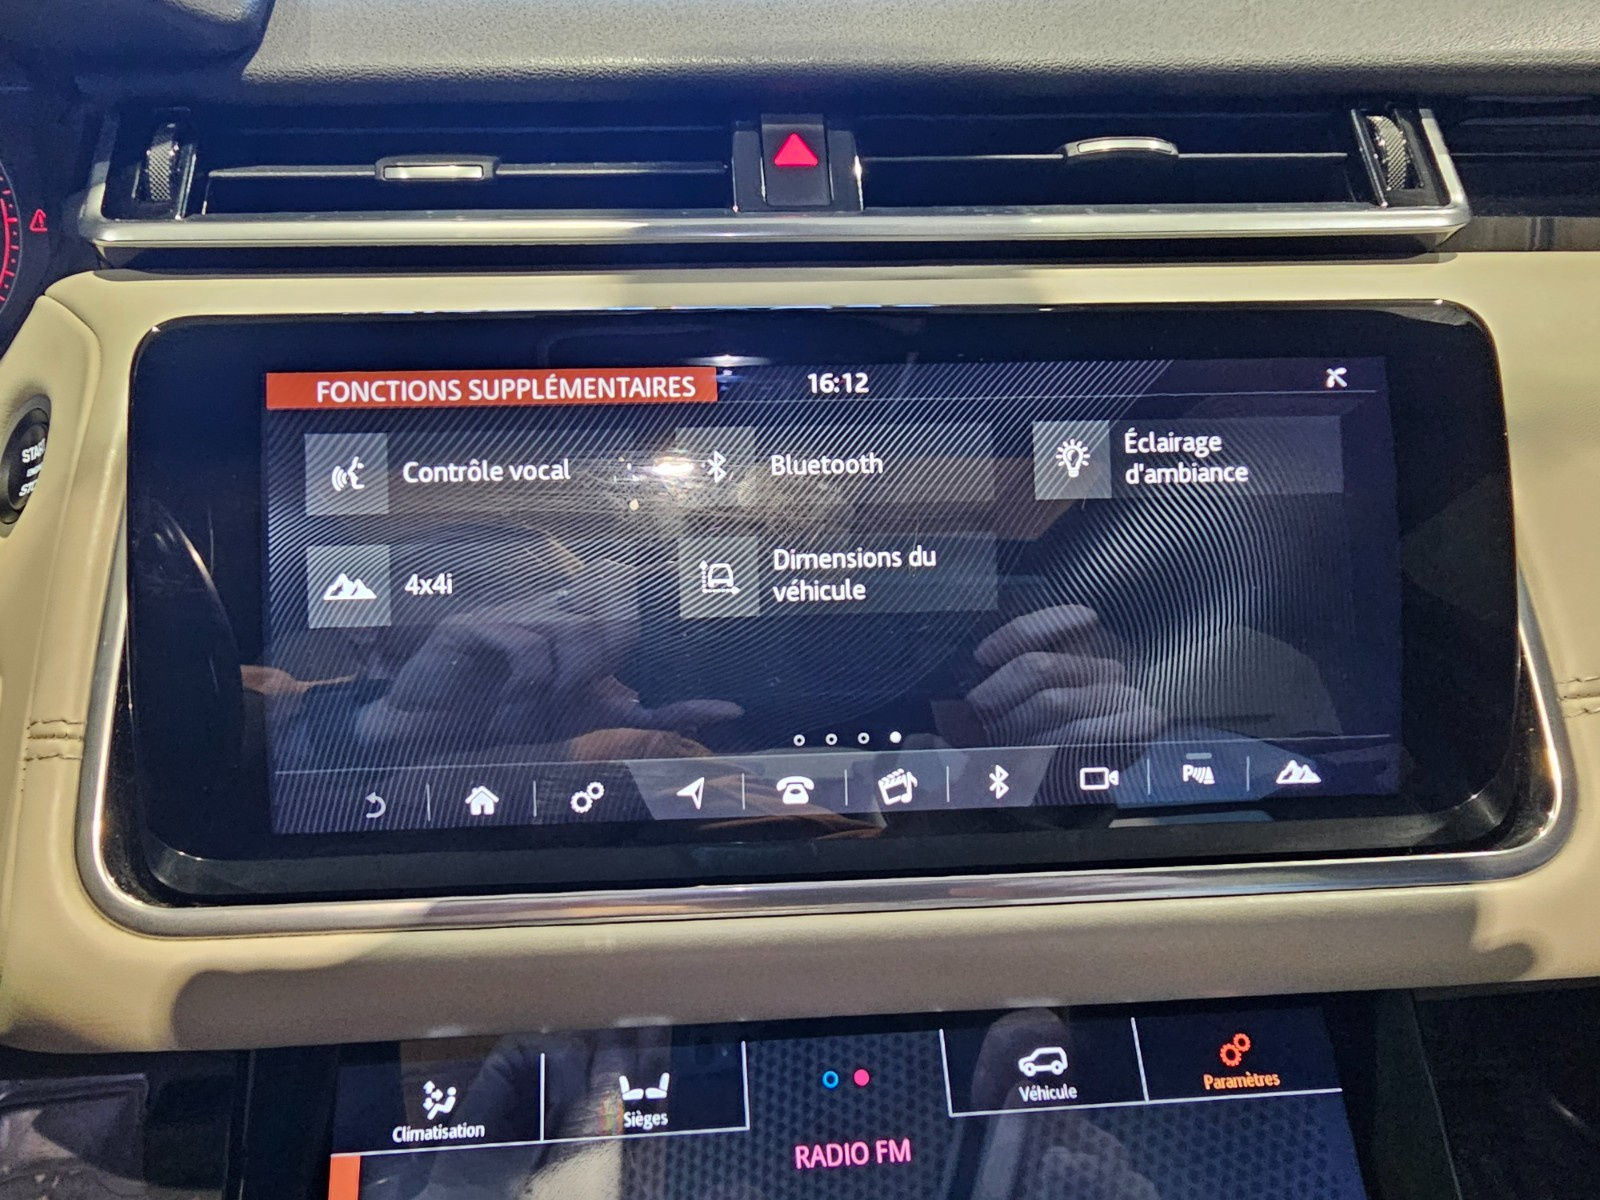 FONCTIONS SUPPLÉMENTAIRES
16:12
Contrôle vocal
Bluetooth
Éclairage
d'ambiance
4x4i
Dimensions du
véhicule
Climatisation
Sièges
Véhicule
Paramètres
RADIO FM